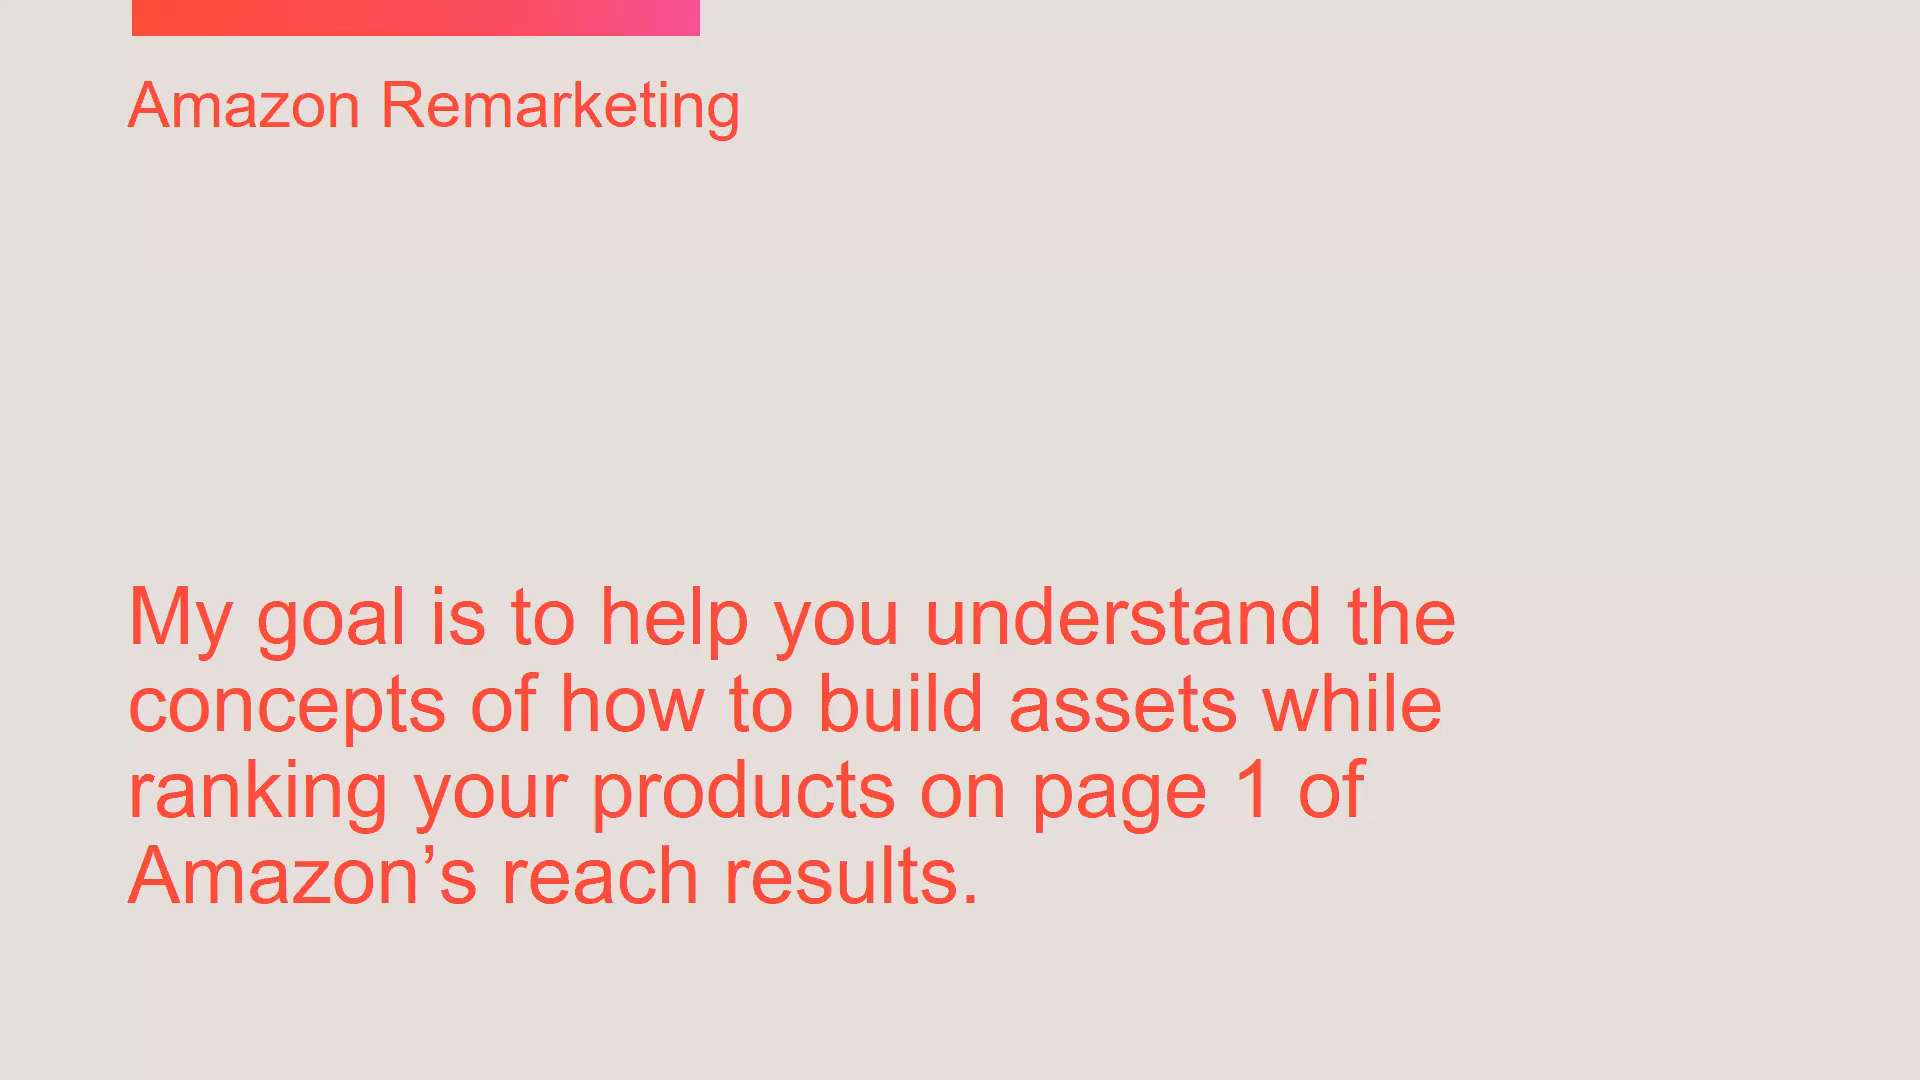 Amazon Remarketing
My goal is to help you understand the
concepts of how to build assets while
ranking your products on page 1 of
Amazon’s reach results.